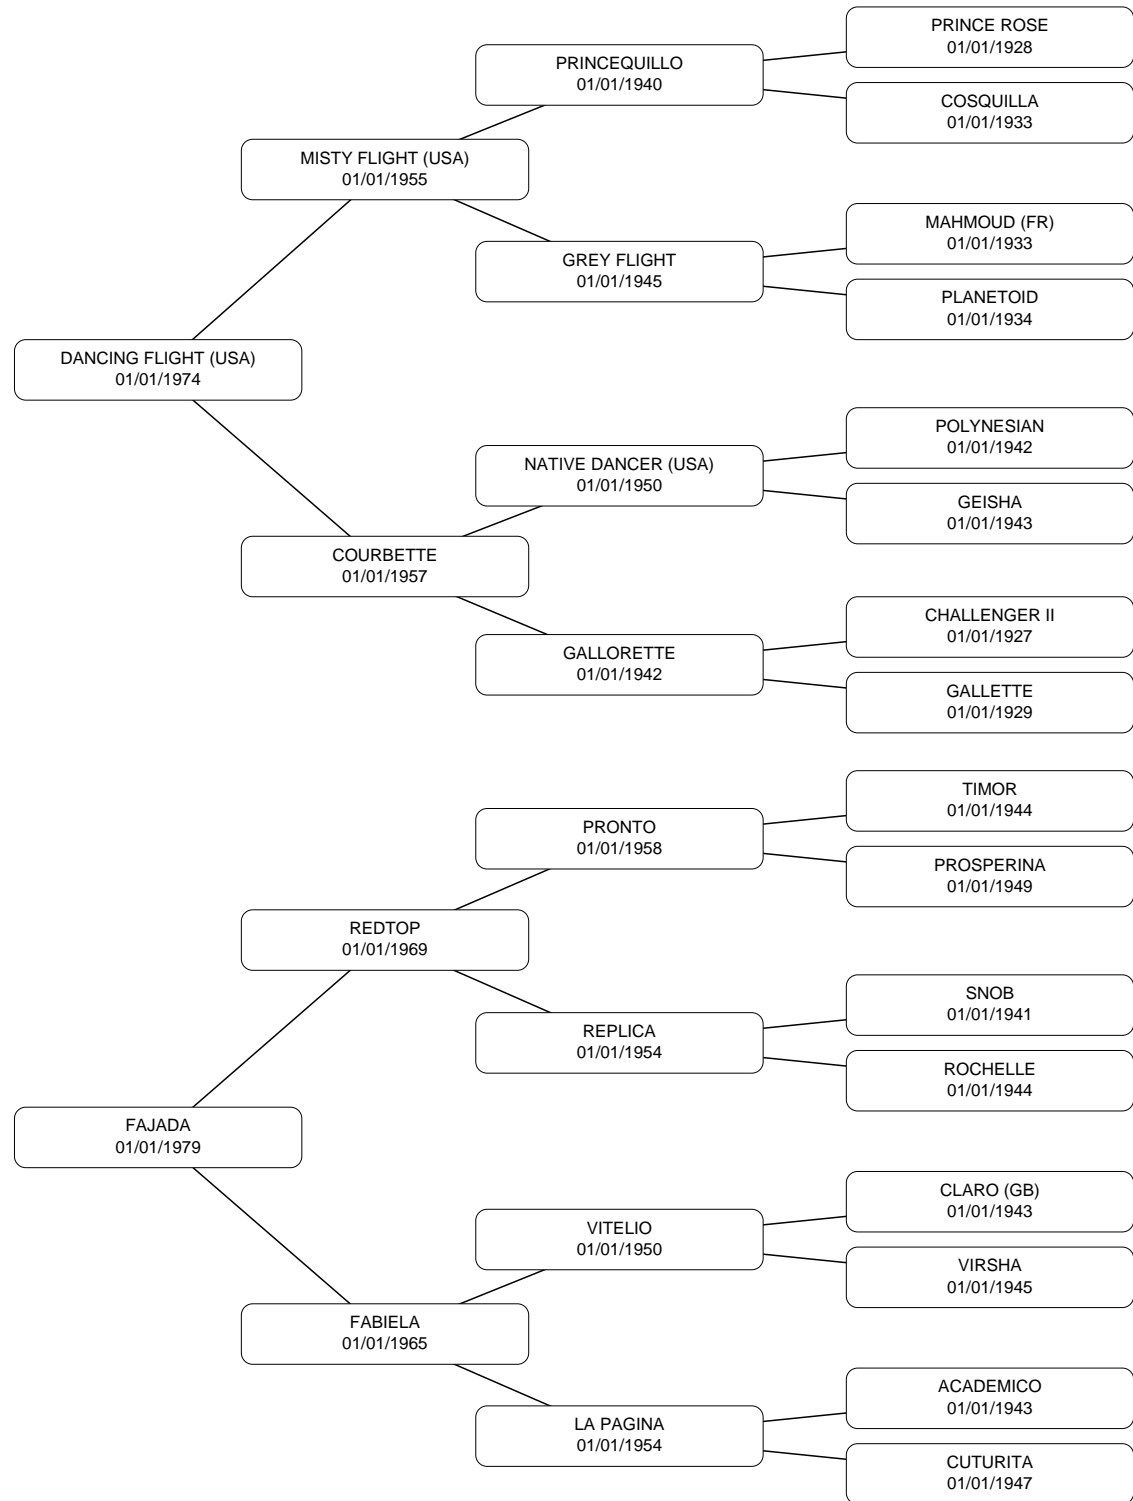 PRINCE ROSE
01/01/1928
PRINCEQUILLO
01/01/1940
COSQUILLA
01/01/1933
MISTY FLIGHT (USA)
01/01/1955
MAHMOUD (FR)
01/01/1933
GREY FLIGHT
01/01/1945
PLANETOID
01/01/1934
DANCING FLIGHT (USA)
01/01/1974
POLYNESIAN
01/01/1942
NATIVE DANCER (USA)
01/01/1950
GEISHA
01/01/1943
COURBETTE
01/01/1957
CHALLENGER II
01/01/1927
GALLORETTE
01/01/1942
GALLETTE
01/01/1929
TIMOR
01/01/1944
PRONTO
01/01/1958
PROSPERINA
01/01/1949
REDTOP
01/01/1969
SNOB
01/01/1941
REPLICA
01/01/1954
ROCHELLE
01/01/1944
FAJADA
01/01/1979
CLARO (GB)
01/01/1943
VITELIO
01/01/1950
VIRSHA
01/01/1945
FABIELA
01/01/1965
ACADEMICO
01/01/1943
LA PAGINA
01/01/1954
CUTURITA
01/01/1947